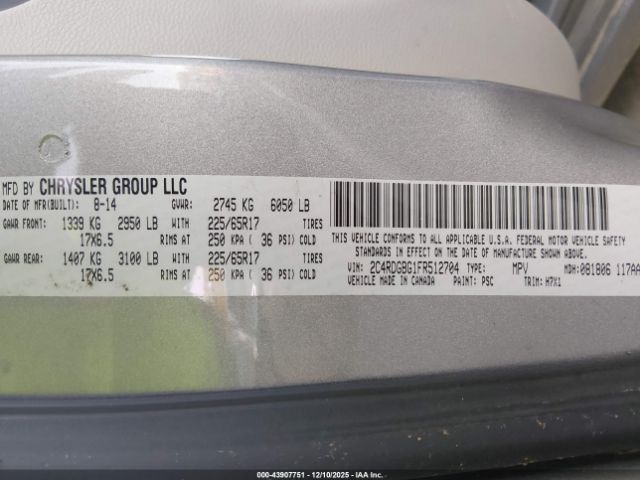 MFD BY CHRYSLER GROUP LLC
DATE OF MFR(BUILT): 8-14 GVWR: 2745 KG 6050 LB
GAWR FRONT: 1339 KG 2950 LB WITH 225/65R17 TIRES
17X6.5 RIMS AT 250 KPA ( 36 PSI) COLD
GAWR REAR: 1407 KG 3100 LB WITH 225/65R17 TIRES
17X6.5 RIMS AT 250 KPA ( 36 PSI) COLD
THIS VEHICLE CONFORMS TO ALL APPLICABLE U.S.A. FEDERAL MOTOR VEHICLE SAFETY
STANDARDS IN EFFECT ON THE DATE OF MANUFACTURE SHOWN ABOVE.
VIN: 2C4RDGBG1FR512704 TYPE: MPV MDH: 081806 117AA
VEHICLE MADE IN CANADA PAINT: PSC TRIM: H7X1
000-43907751 - 12/10/2025 - IAA Inc.